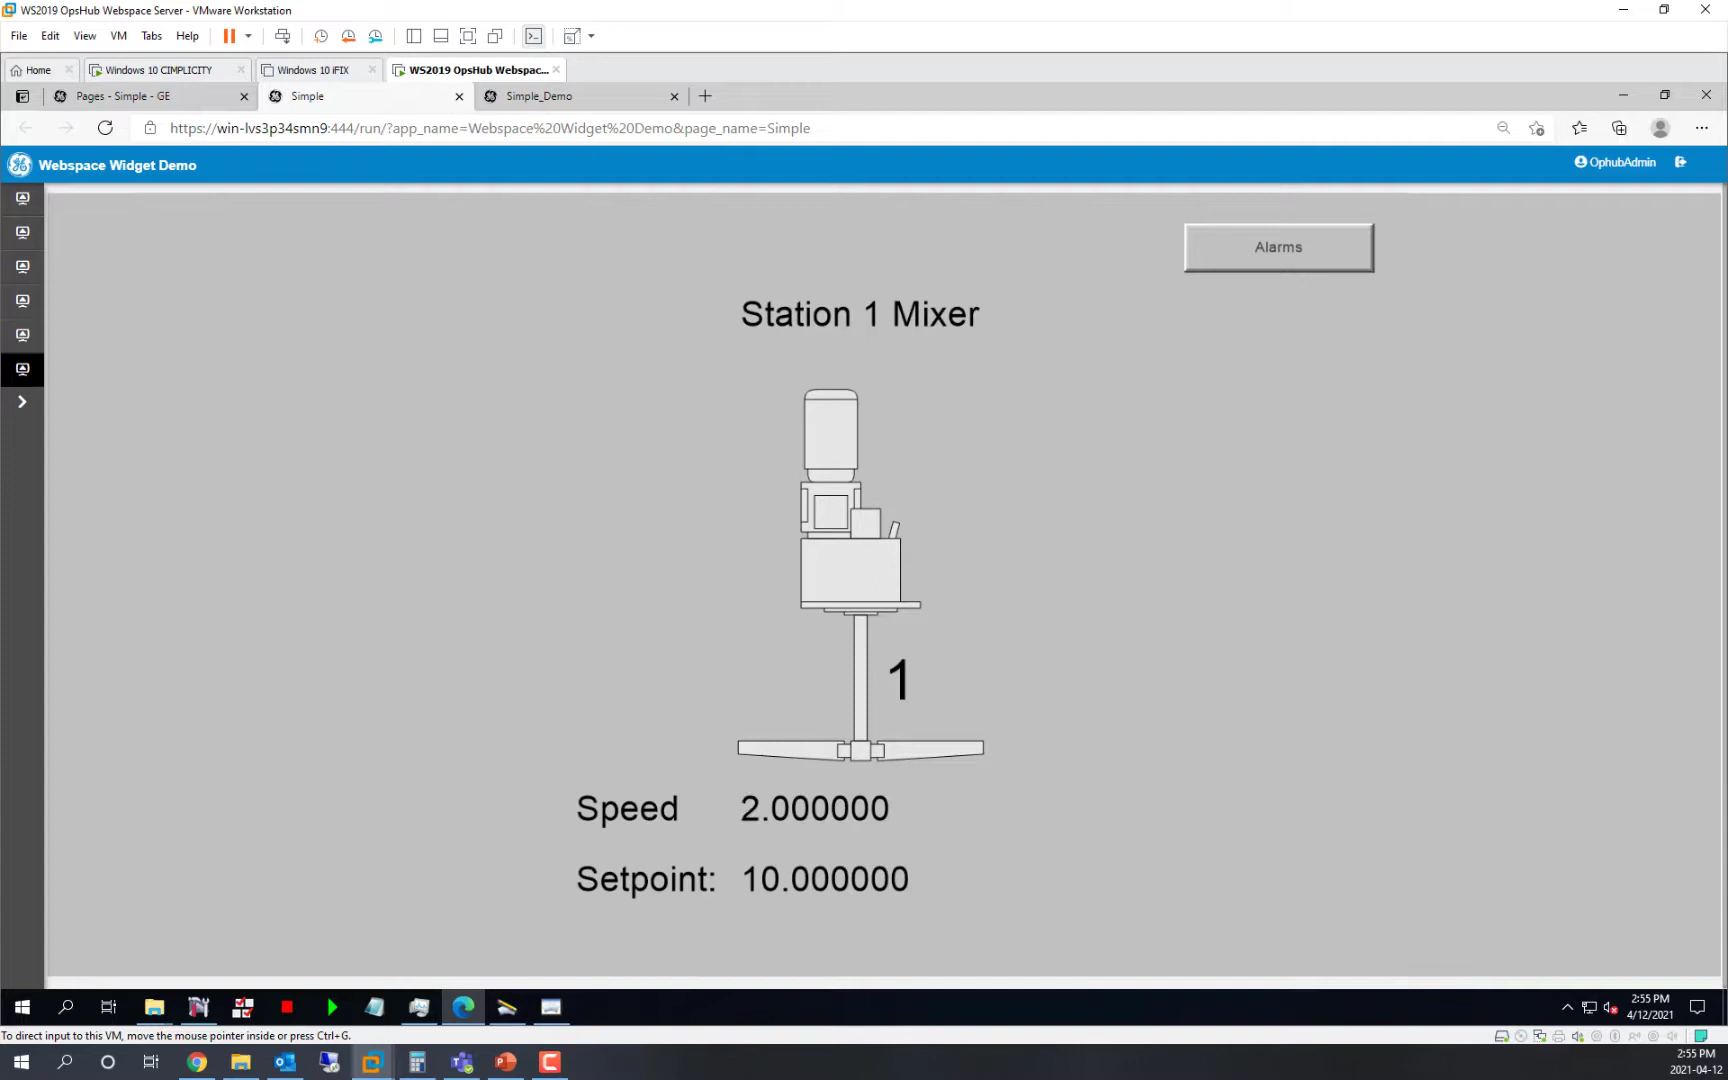 WS2019 OpsHub Webspace Server - VMware Workstation
File Edit View VM Tabs Help
Home Windows 10 CIMPLICITY Windows 10 iFIX WS2019 OpsHub Webspac...
Pages - Simple - GE Simple Simple_Demo
https://win-lvs3p34smn9:444/run/?app_name=Webspace%20Widget%20Demo&page_name=Simple
Webspace Widget Demo OphubAdmin
Alarms
Station 1 Mixer
1
Speed 2.000000
Setpoint: 10.000000
2:55 PM
4/12/2021
To direct input to this VM, move the mouse pointer inside or press Ctrl+G.
2:55 PM
2021-04-12